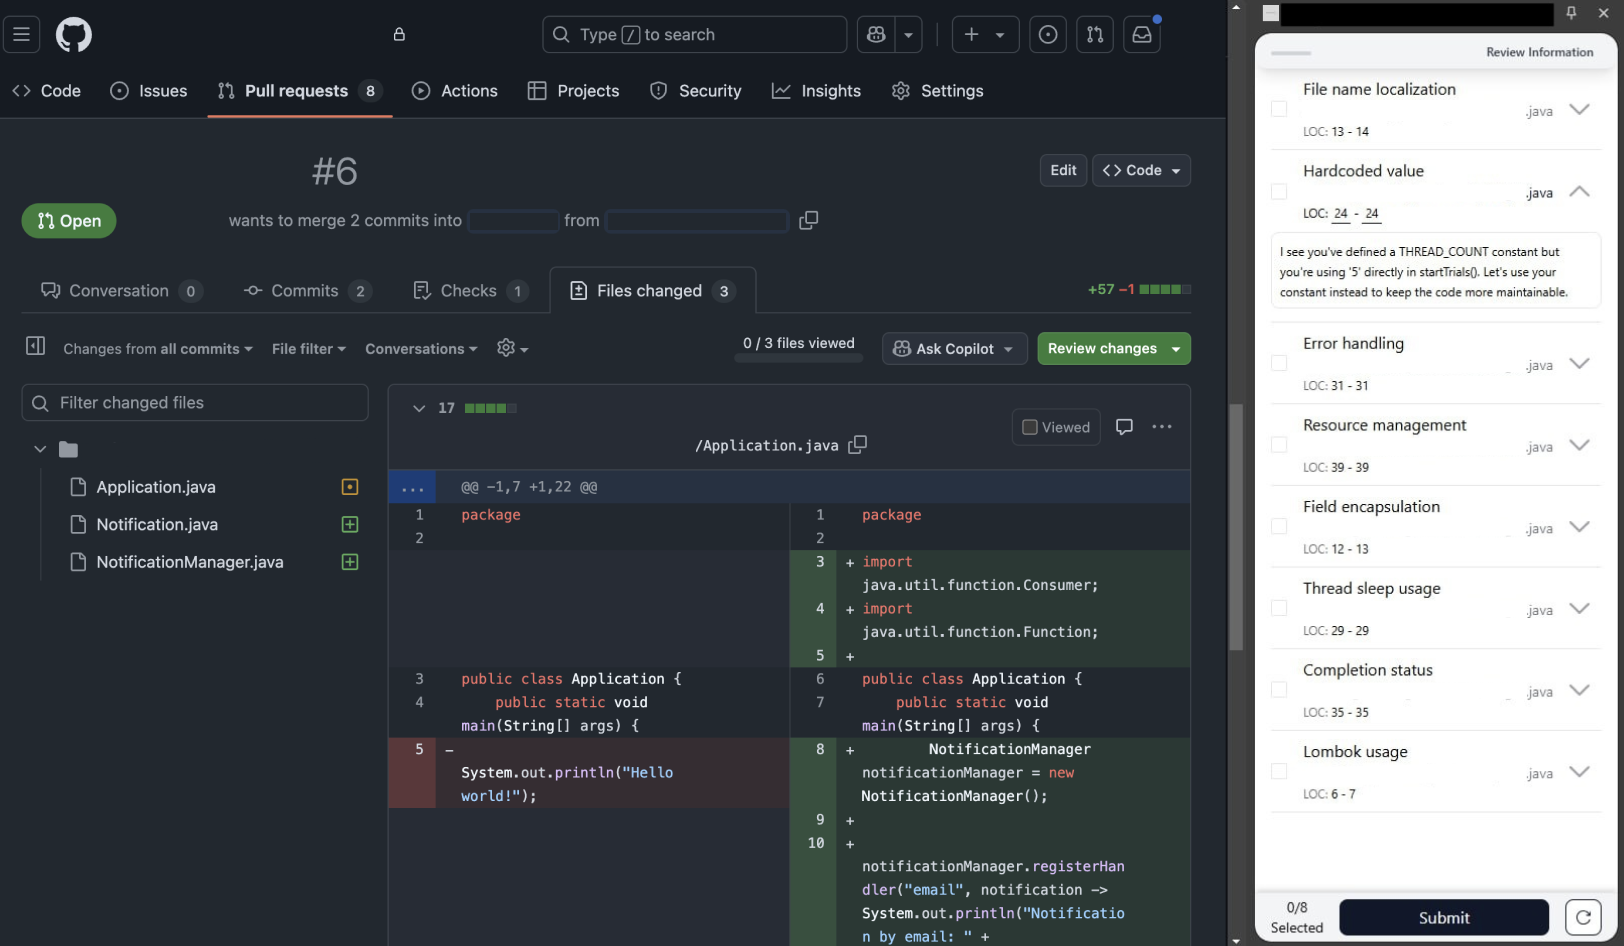 Type / to search
Code
Issues
Pull requests 8
Actions
Projects
Security
Insights
Settings
#6
Edit
<> Code
Open
wants to merge 2 commits into
from
Conversation 0
Commits 2
Checks 1
Files changed 3
+57 −1
Changes from all commits
File filter
Conversations
0 / 3 files viewed
Ask Copilot
Review changes
Filter changed files
Application.java
Notification.java
NotificationManager.java
17
/Application.java
Viewed
...
@@ −1,7 +1,22 @@
1 package
2
3 public class Application {
4 public static void
main(String[] args) {
5 −
System.out.println("Hello
world!");
1 package
2
3 + import
java.util.function.Consumer;
4 + import
java.util.function.Function;
5 +
6 public class Application {
7 public static void
main(String[] args) {
8 + NotificationManager
notificationManager = new
NotificationManager();
9 +
10 +
notificationManager.registerHan
dler("email", notification ->
System.out.println("Notificatio
n by email: " +
Review Information
File name localization
.java
LOC: 13 - 14
Hardcoded value
.java
LOC: 24 - 24
I see you've defined a THREAD_COUNT constant but
you're using '5' directly in startTrials(). Let's use your
constant instead to keep the code more maintainable.
Error handling
.java
LOC: 31 - 31
Resource management
.java
LOC: 39 - 39
Field encapsulation
.java
LOC: 12 - 13
Thread sleep usage
.java
LOC: 29 - 29
Completion status
.java
LOC: 35 - 35
Lombok usage
.java
LOC: 6 - 7
0/8
Selected
Submit